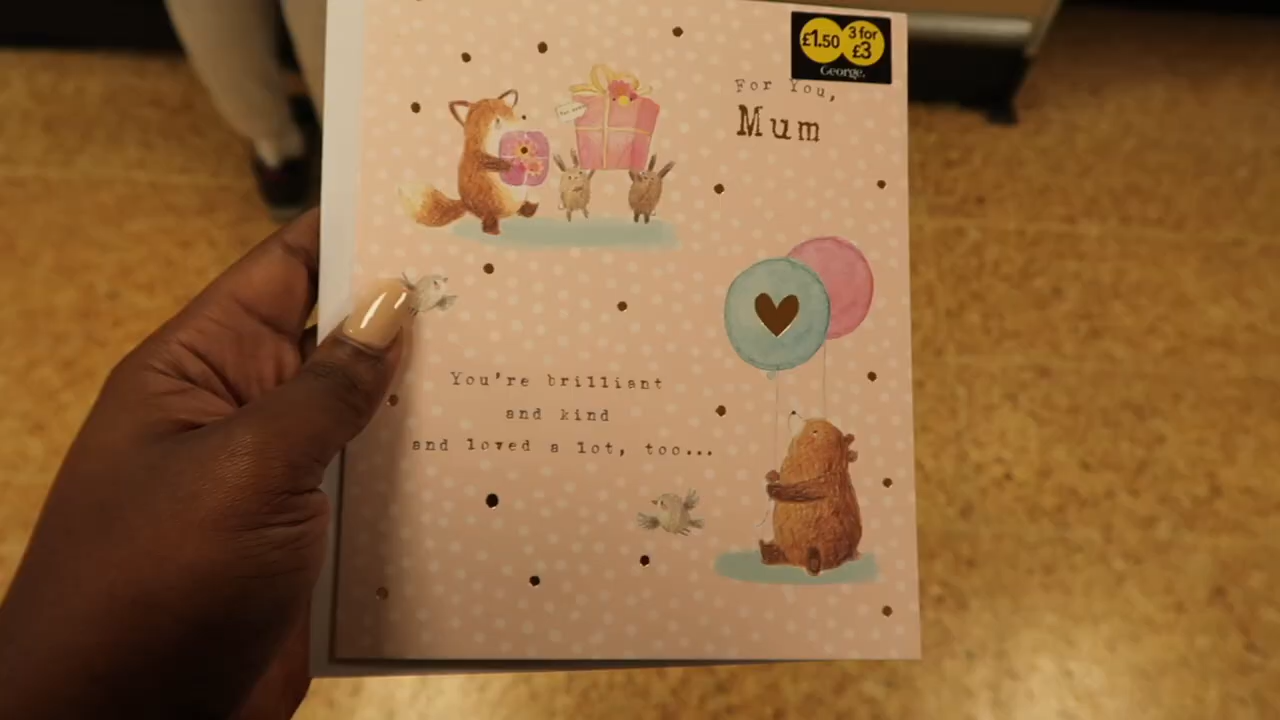 £1.50
3 for
£3
George.
For You,
Mum
You're brilliant
and kind
and loved a lot, too...